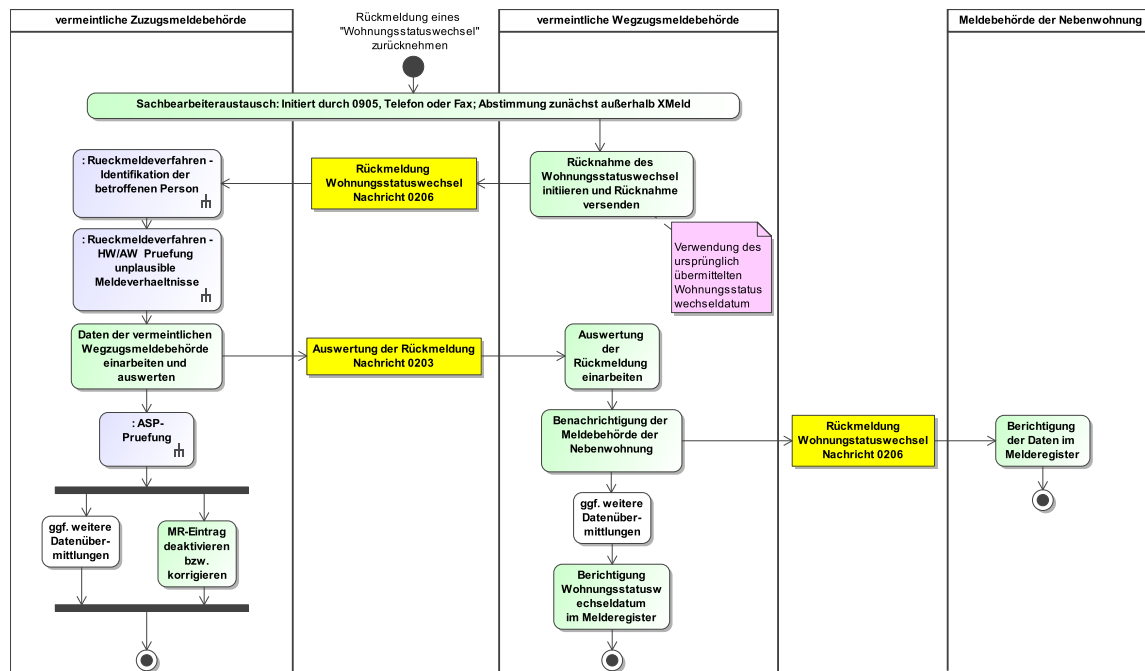 vermeintliche Zuzugsmeldebehörde
Rückmeldung eines
"Wohnungsstatuswechsel"
zurücknehmen
vermeintliche Wegzugsmeldebehörde
Meldebehörde der Nebenwohnung
Sachbearbeiteraustausch: Initiert durch 0905, Telefon oder Fax; Abstimmung zunächst außerhalb XMeld
: Rueckmeldeverfahren -
Identifikation der
betroffenen Person
Rückmeldung
Wohnungsstatuswechsel
Nachricht 0206
Rücknahme des
Wohnungsstatuswechsel
initiieren und Rücknahme
versenden
Verwendung des
ursprünglich
übermittelten
Wohnungsstatus
wechseldatum
: Rueckmeldeverfahren -
HW/AW Pruefung
unplausible
Meldeverhaeltnisse
Daten der vermeintlichen
Wegzugsmeldebehörde
einarbeiten und
auswerten
Auswertung der Rückmeldung
Nachricht 0203
Auswertung
der
Rückmeldung
einarbeiten
: ASP-
Pruefung
Benachrichtigung der
Meldebehörde der
Nebenwohnung
Rückmeldung
Wohnungstatuswechsel
Nachricht 0206
Berichtigung
der Daten im
Melderegister
ggf. weitere
Datenüber-
mittlungen
MR-Eintrag
deaktivieren
bzw.
korrigieren
ggf. weitere
Datenüber-
mittlungen
Berichtigung
Wohnungsstatusw
echseldatum
im Melderegister